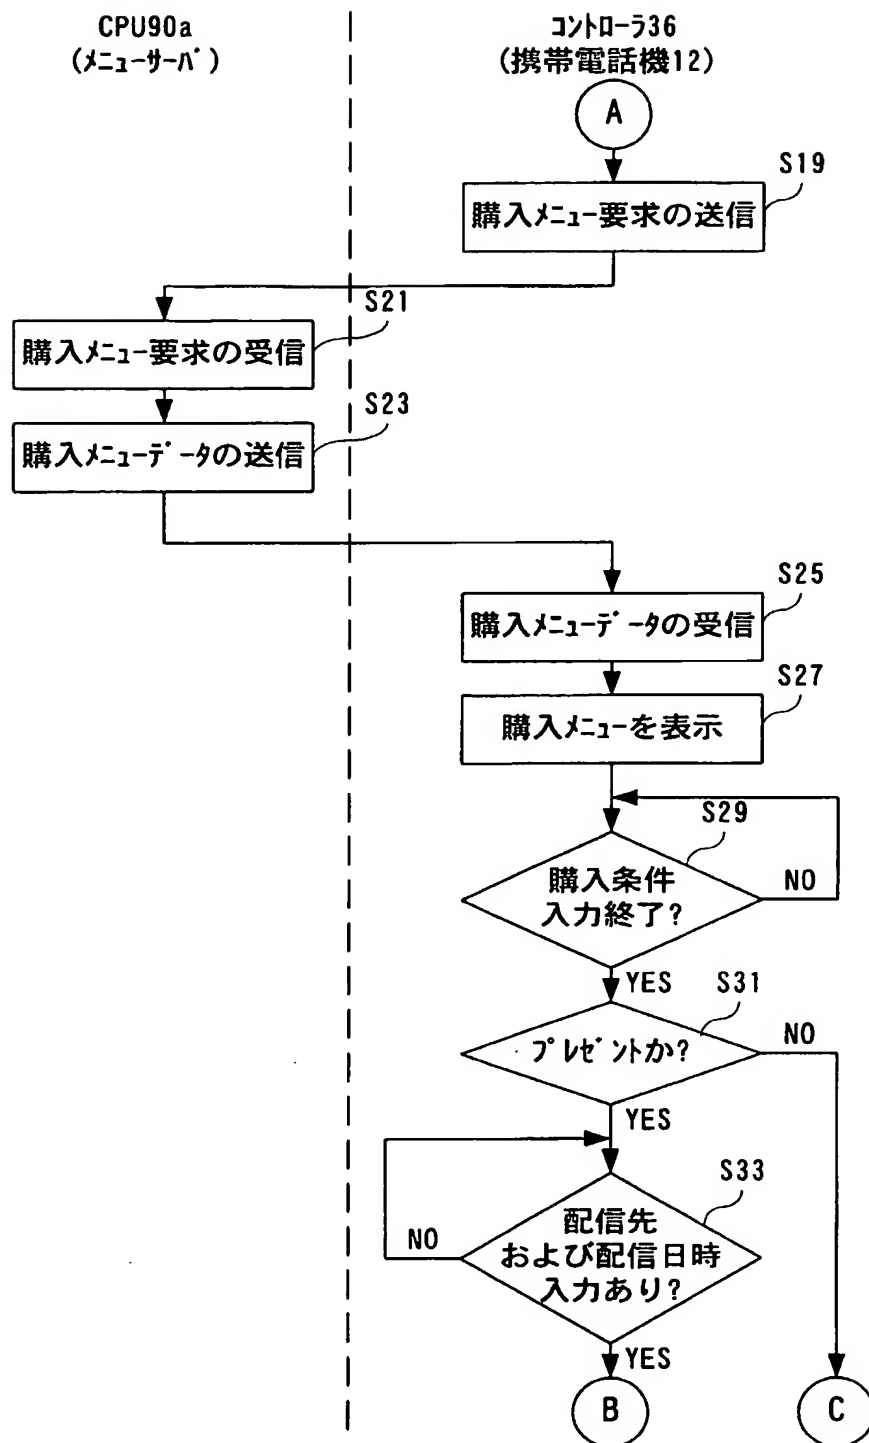 CPU90a
(ﾒﾆｭｰｻｰﾊﾞ)
ｺﾝﾄﾛｰﾗ36
(携帯電話機12)
A
S19
購入ﾒﾆｭｰ要求の送信
S21
購入ﾒﾆｭｰ要求の受信
S23
購入ﾒﾆｭｰﾃﾞｰﾀの送信
S25
購入ﾒﾆｭｰﾃﾞｰﾀの受信
S27
購入ﾒﾆｭｰを表示
S29
購入条件
入力終了?
NO
YES
S31
ﾌﾟﾚｾﾞﾝﾄか?
NO
YES
S33
配信先
および配信日時
入力あり?
NO
YES
B
C